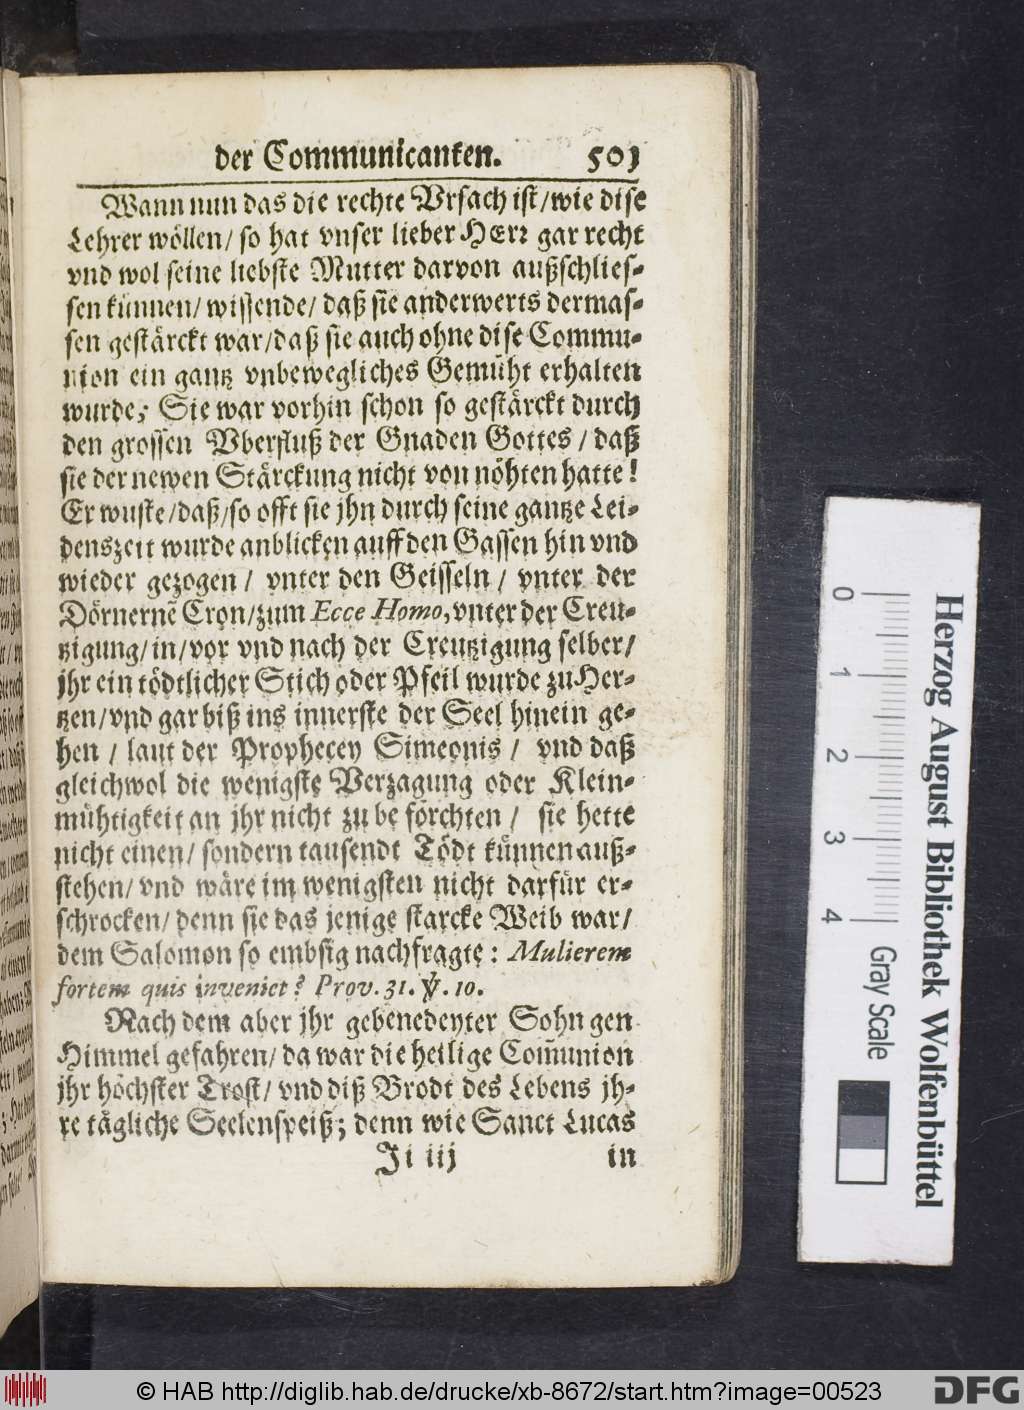 der Communicanten. 503
Wann nun das die rechte Vrsach ist/wie dise
Lehrer wöllen/ so hat vnser lieber HErr gar recht
vnd wol seine liebste Mutter darvon außschlies-
sen künnen/ wissende/ daß sie anderwerts dermas-
sen gestärckt war/daß sie auch ohne dise Commu-
nion ein gantz vnbewegliches Gemüht erhalten
wurde; Sie war vorhin schon so gestärckt durch
den grossen Vberfluß der Gnaden Gottes / daß
sie der newen Stärckung nicht von nöhten hatte!
Er wuste/daß/so offt sie jhn durch seine gantze Lei-
denszeit wurde anblicken auff den Gassen hin vnd
wieder gezogen / vnter den Geisseln / vnter der
Dörnernẽ Cron/zum Ecce Homo,vnter der Creu-
tzigung/in/vor vnd nach der Creutzigung selber/
jhr ein tödtlicher Stich oder Pfeil wurde zu Her-
tzen/vnd gar biß ins innerste der Seel hinein ge-
hen / laut der Prophecey Simeonis / vnd daß
gleichwol die wenigste Verzagung oder Klein-
mühtigkeit an jhr nicht zu be förchten / sie hette
nicht einen/ sondern tausendt Tödt künnen auß-
stehen/ vnd wäre im wenigsten nicht darfür er-
schrocken/ denn sie das jenige starcke Weib war/
dem Salomon so embsig nachfragte: Mulierem
fortem quis inveniet? Prov. 31. ℣. 10.
Nach dem aber jhr gebenedeyter Sohn gen
Himmel gefahren/ da war die heilige Com̃union
jhr höchster Trost/ vnd diß Brodt des Lebens jh-
re tägliche Seelenspeiß; denn wie Sanct Lucas
Ji iij in
0 1 2 3 4
Gray Scale
Herzog August Bibliothek Wolfenbüttel
© HAB http://diglib.hab.de/drucke/xb-8672/start.htm?image=00523
DFG